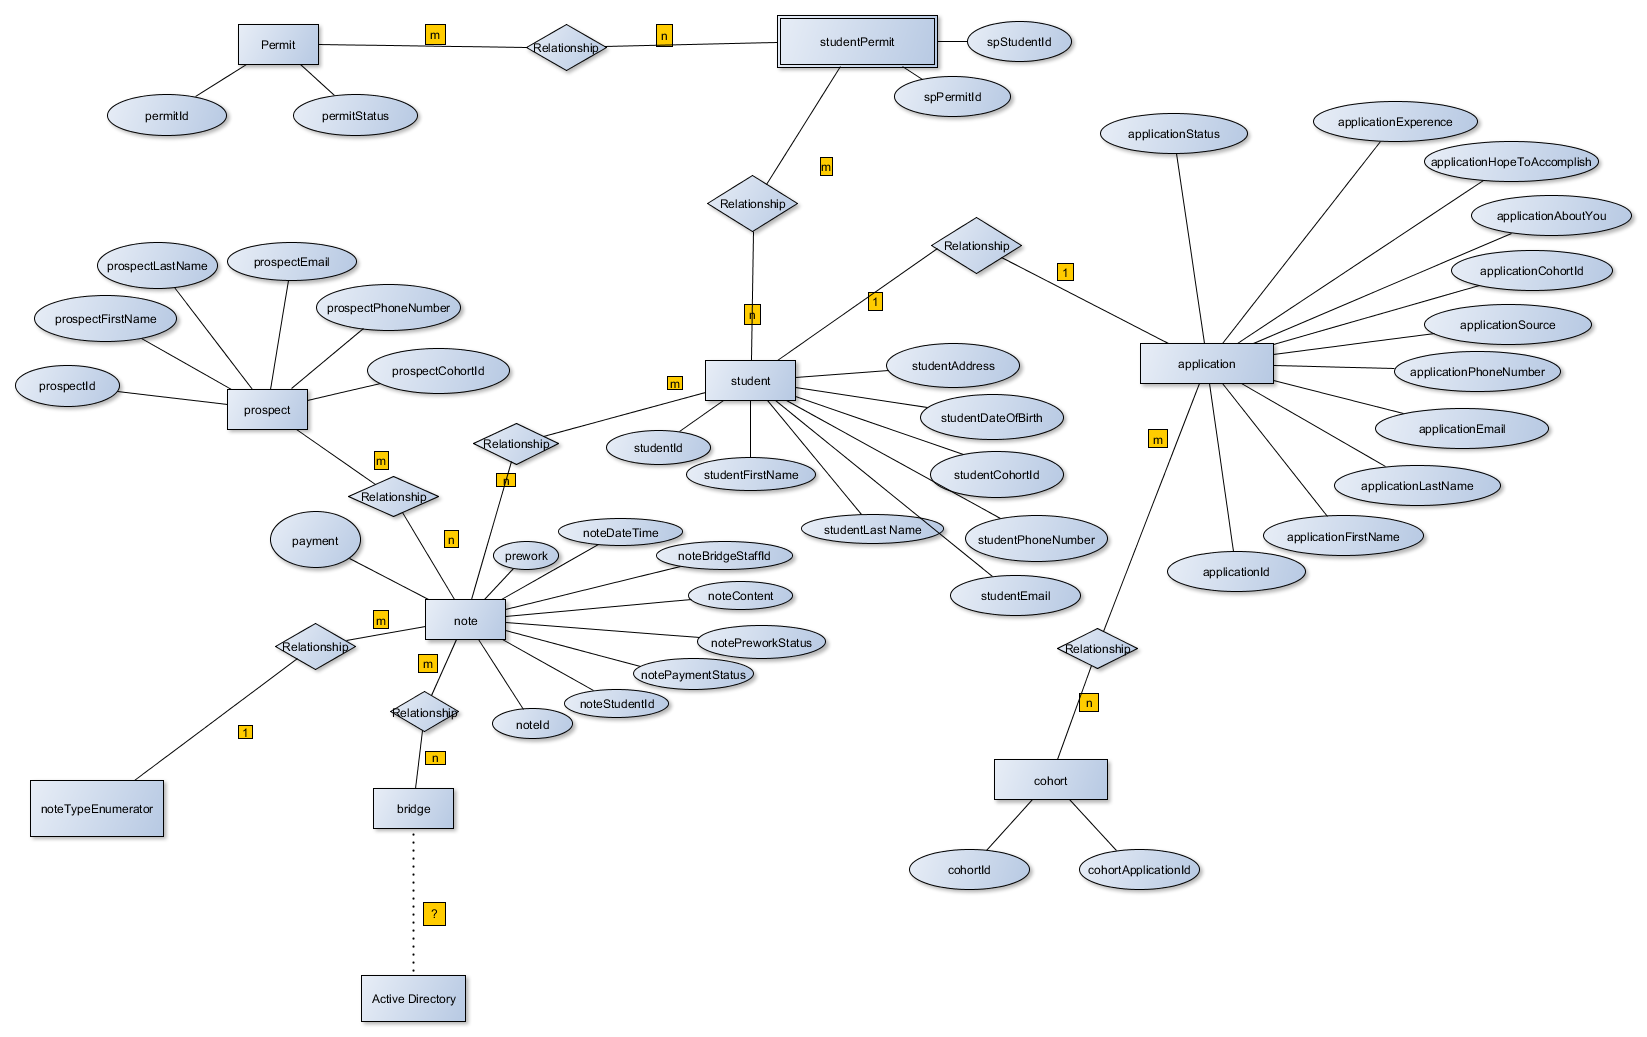 Permit
m
Relationship
n
studentPermit
spStudentId
spPermitId
permitId
permitStatus
m
Relationship
n
applicationStatus
applicationExperence
applicationHopeToAccomplish
applicationAboutYou
applicationCohortId
applicationSource
applicationPhoneNumber
applicationEmail
applicationLastName
applicationFirstName
applicationId
application
Relationship
1
1
prospectLastName
prospectEmail
prospectFirstName
prospectPhoneNumber
prospectId
prospectCohortId
prospect
student
studentAddress
studentDateOfBirth
studentCohortId
studentPhoneNumber
studentEmail
studentLast Name
studentFirstName
studentId
m
Relationship
n
m
Relationship
n
payment
prework
noteDateTime
noteBridgeStaffId
noteContent
notePreworkStatus
notePaymentStatus
noteStudentId
noteId
note
m
Relationship
1
noteTypeEnumerator
m
Relationship
n
bridge
?
Active Directory
m
Relationship
n
cohort
cohortId
cohortApplicationId